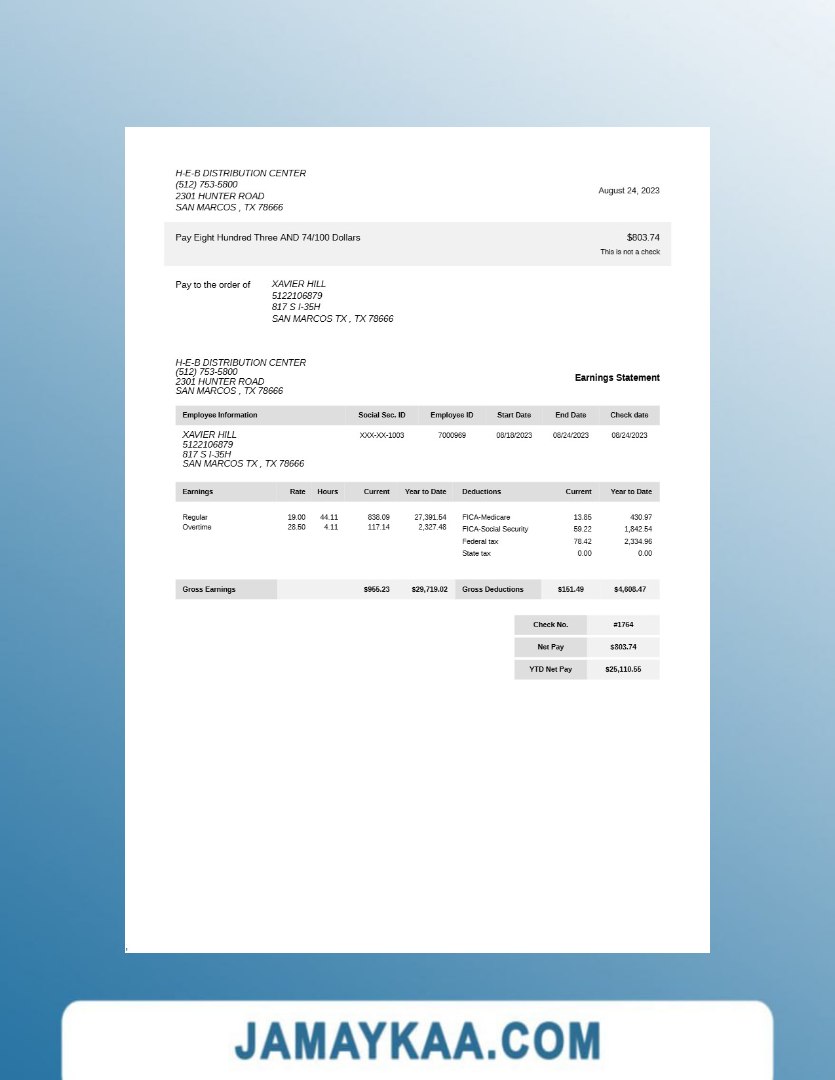 H-E-B DISTRIBUTION CENTER
(512) 753-5800
2301 HUNTER ROAD
SAN MARCOS , TX 78666
August 24, 2023
Pay Eight Hundred Three AND 74/100 Dollars $803.74
This is not a check
Pay to the order of XAVIER HILL
5122106879
817 S I-35H
SAN MARCOS TX , TX 78666
H-E-B DISTRIBUTION CENTER
(512) 753-5800
2301 HUNTER ROAD
SAN MARCOS , TX 78666
Earnings Statement
Employee Information Social Sec. ID Employee ID Start Date End Date Check date
XAVIER HILL XXX-XX-1003 7000969 08/18/2023 08/24/2023 08/24/2023
5122106879
817 S I-35H
SAN MARCOS TX , TX 78666
Earnings Rate Hours Current Year to Date Deductions Current Year to Date
Regular 19.00 44.11 838.09 27,391.54 FICA-Medicare 13.85 430.97
Overtime 28.50 4.11 117.14 2,327.48 FICA-Social Security 59.22 1,842.54
Federal tax 78.42 2,334.96
State tax 0.00 0.00
Gross Earnings $955.23 $29,719.02 Gross Deductions $151.49 $4,608.47
Check No. #1764
Net Pay $803.74
YTD Net Pay $25,110.55
JAMAYKAA.COM